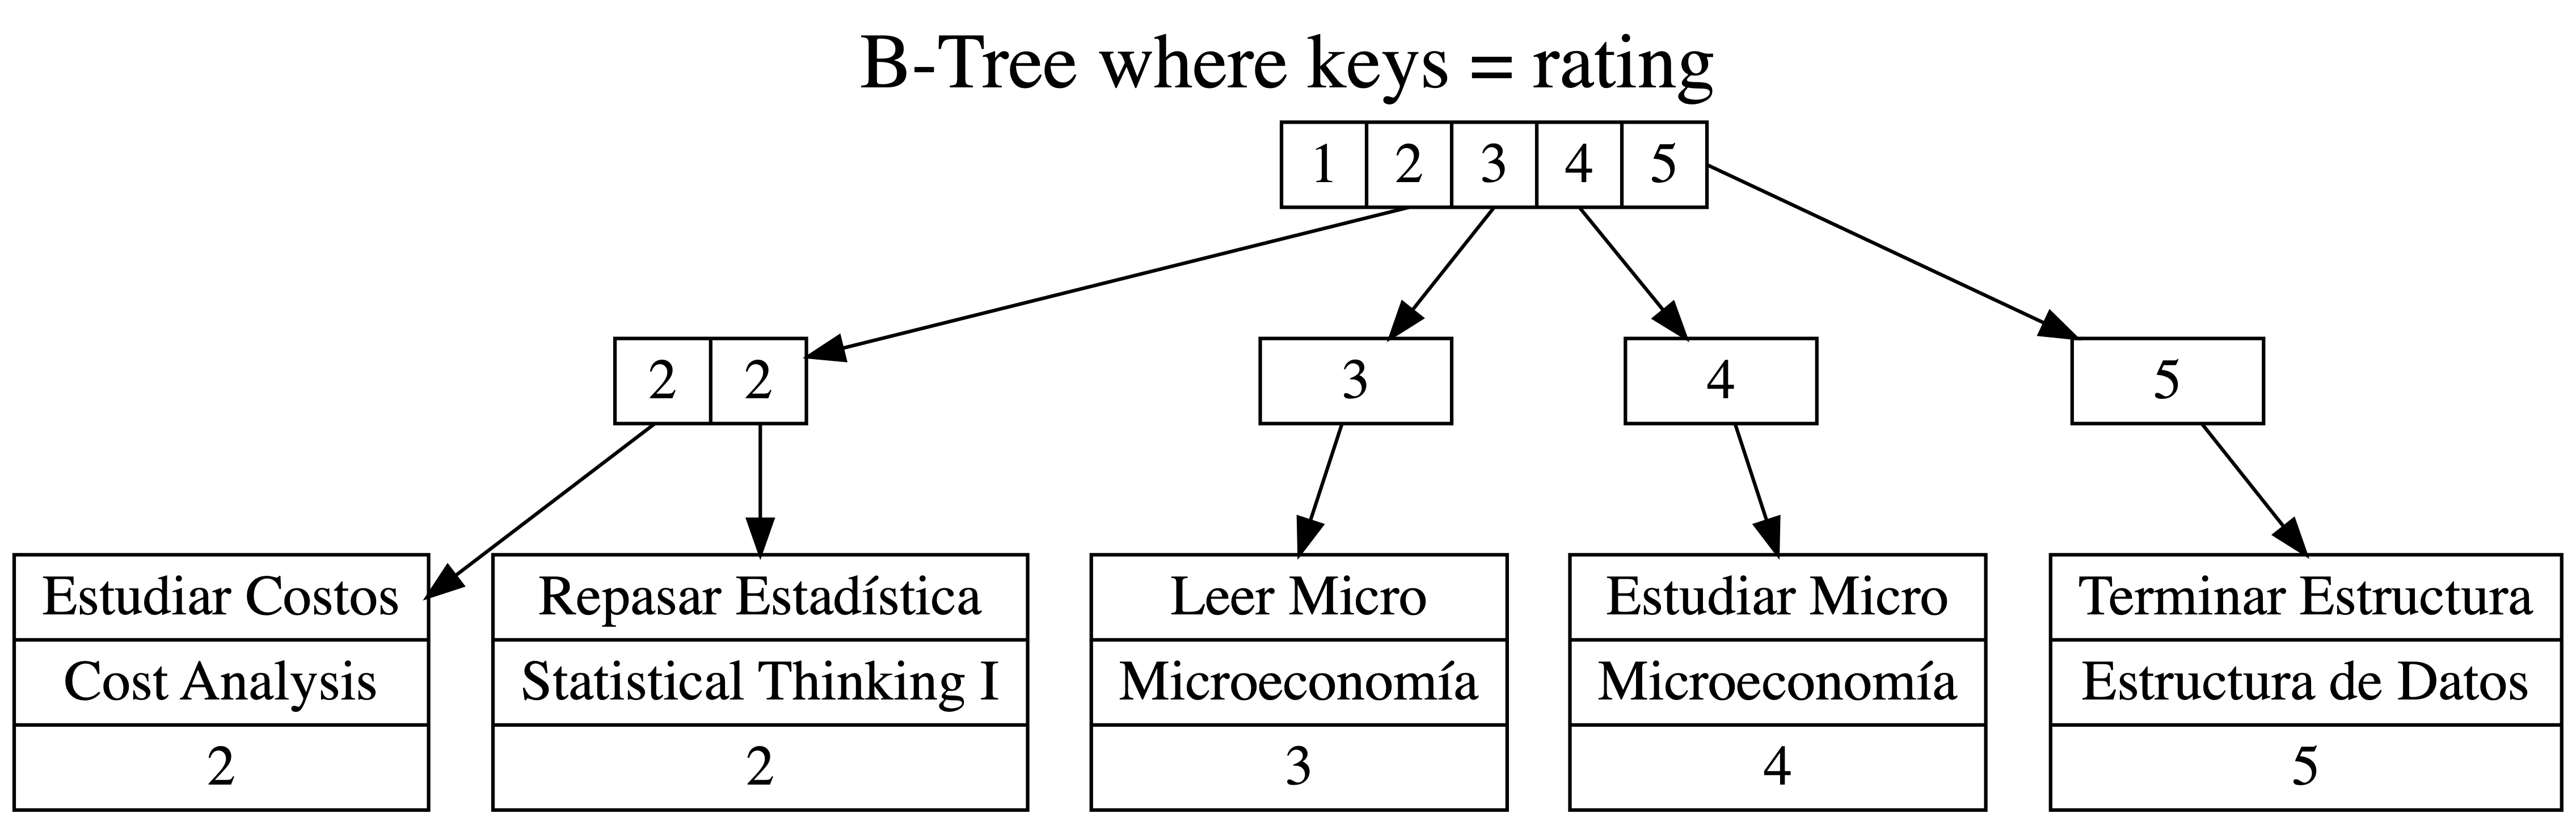 B-Tree where keys = rating
1 2 3 4 5
2 2
3
4
5
Estudiar Costos
Cost Analysis
2
Repasar Estadística
Statistical Thinking I
2
Leer Micro
Microeconomía
3
Estudiar Micro
Microeconomía
4
Terminar Estructura
Estructura de Datos
5